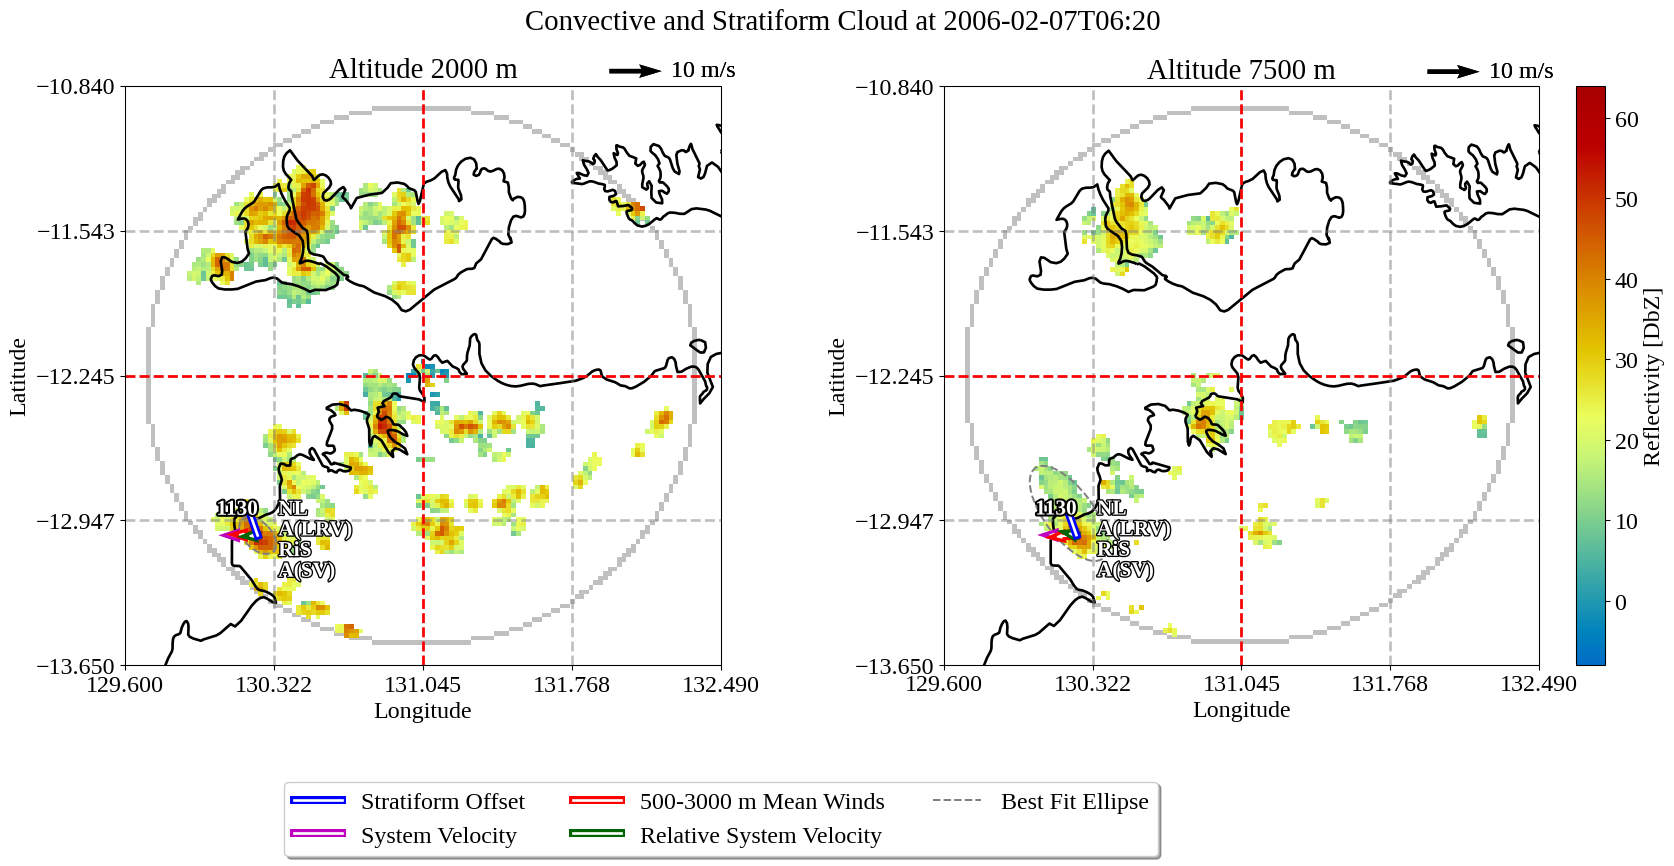 Convective and Stratiform Cloud at 2006-02-07T06:20
Altitude 2000 m
10 m/s
−10.840
−11.543
−12.245
−12.947
−13.650
Latitude
129.600
130.322
131.045
131.768
132.490
Longitude
1130
NL
A(LRV)
RiS
A(SV)
Altitude 7500 m
10 m/s
−10.840
−11.543
−12.245
−12.947
−13.650
Latitude
129.600
130.322
131.045
131.768
132.490
Longitude
1130
NL
A(LRV)
RiS
A(SV)
60
50
40
30
20
10
0
Reflectivity [DbZ]
Stratiform Offset
System Velocity
500-3000 m Mean Winds
Relative System Velocity
Best Fit Ellipse